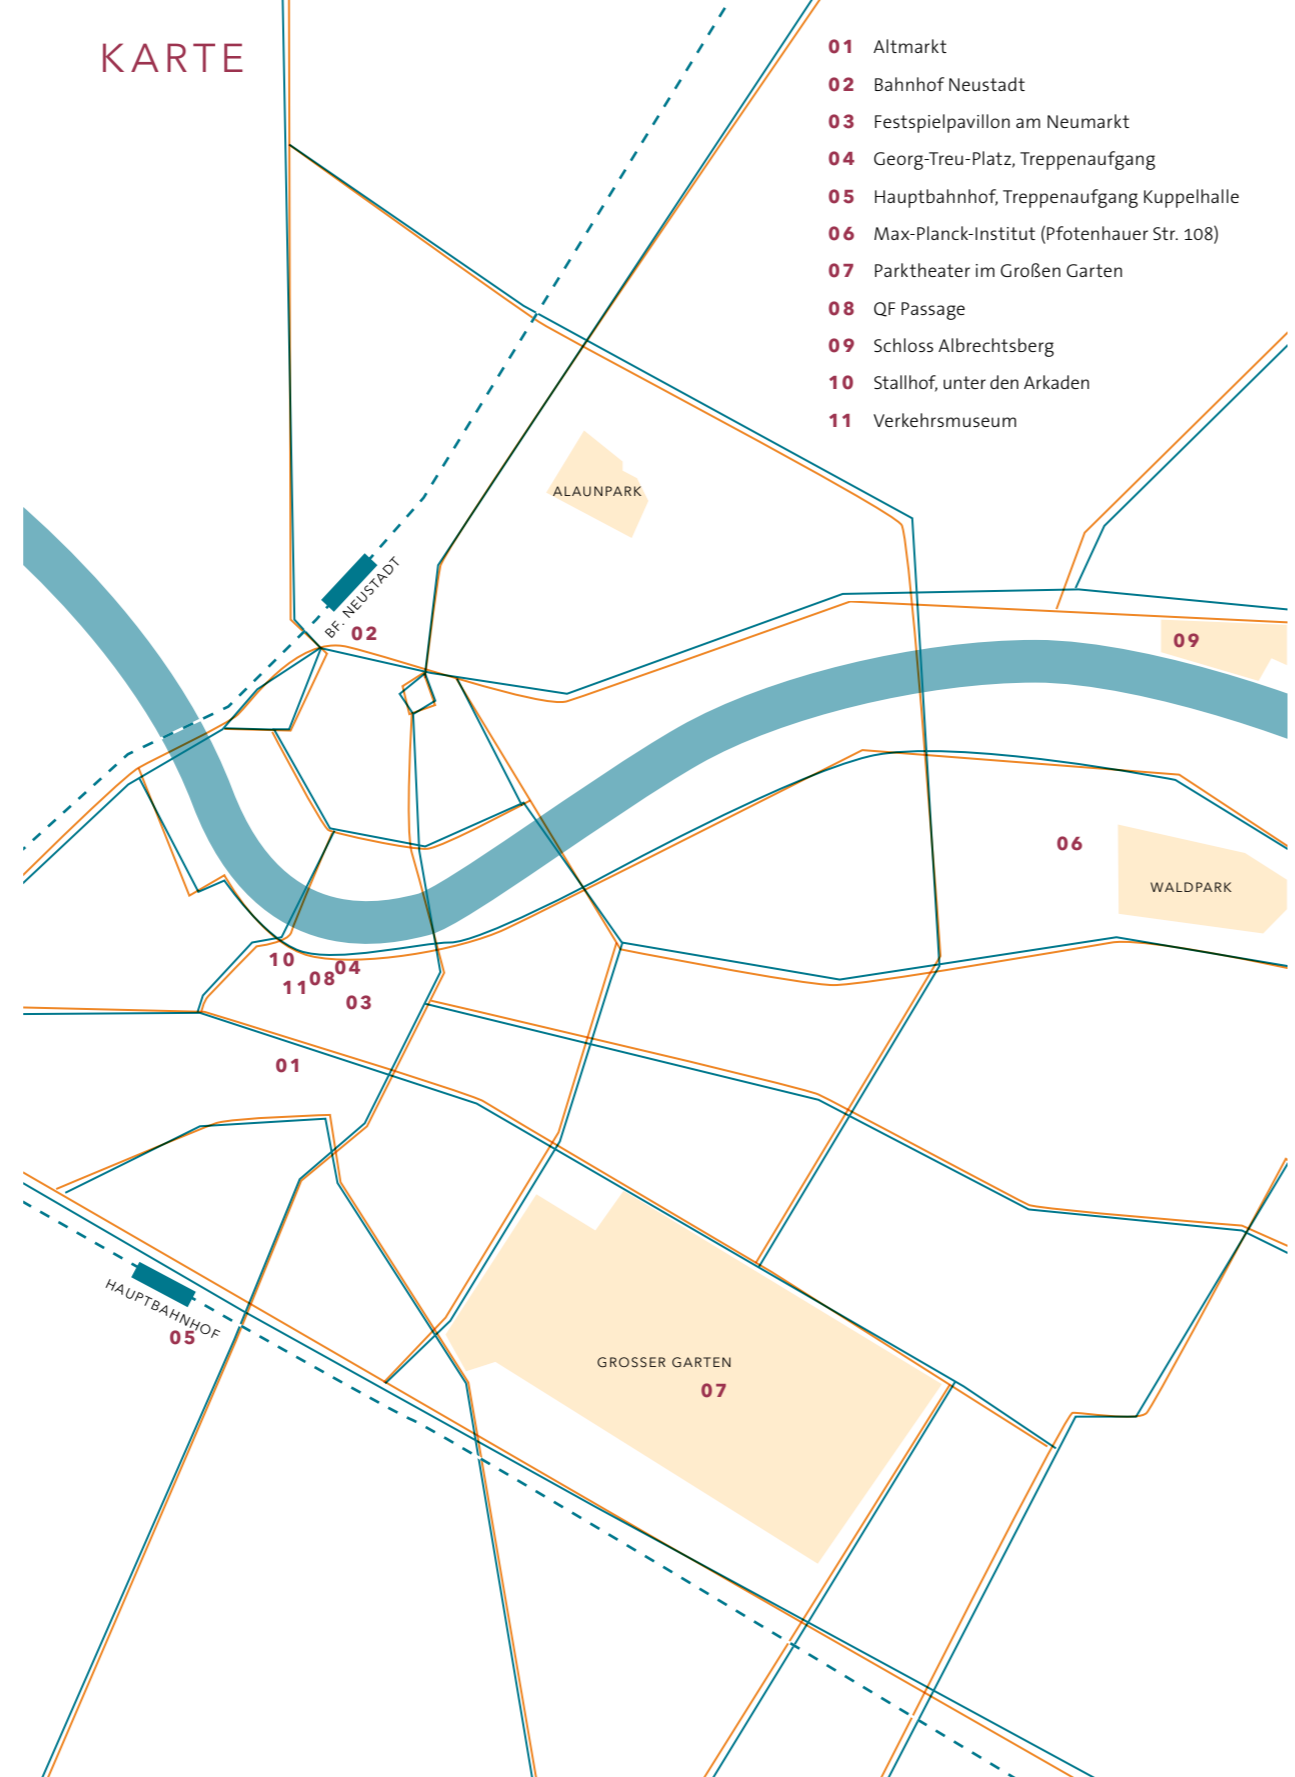 KARTE
01 Altmarkt
02 Bahnhof Neustadt
03 Festspielpavillon am Neumarkt
04 Georg-Treu-Platz, Treppenaufgang
05 Hauptbahnhof, Treppenaufgang Kuppelhalle
06 Max-Planck-Institut (Pfotenhauer Str. 108)
07 Parktheater im Großen Garten
08 QF Passage
09 Schloss Albrechtsberg
10 Stallhof, unter den Arkaden
11 Verkehrsmuseum
ALAUNPARK
BF. NEUSTADT
02
09
06
WALDPARK
10
04
08
11
03
01
HAUPTBAHNHOF
05
GROSSER GARTEN
07